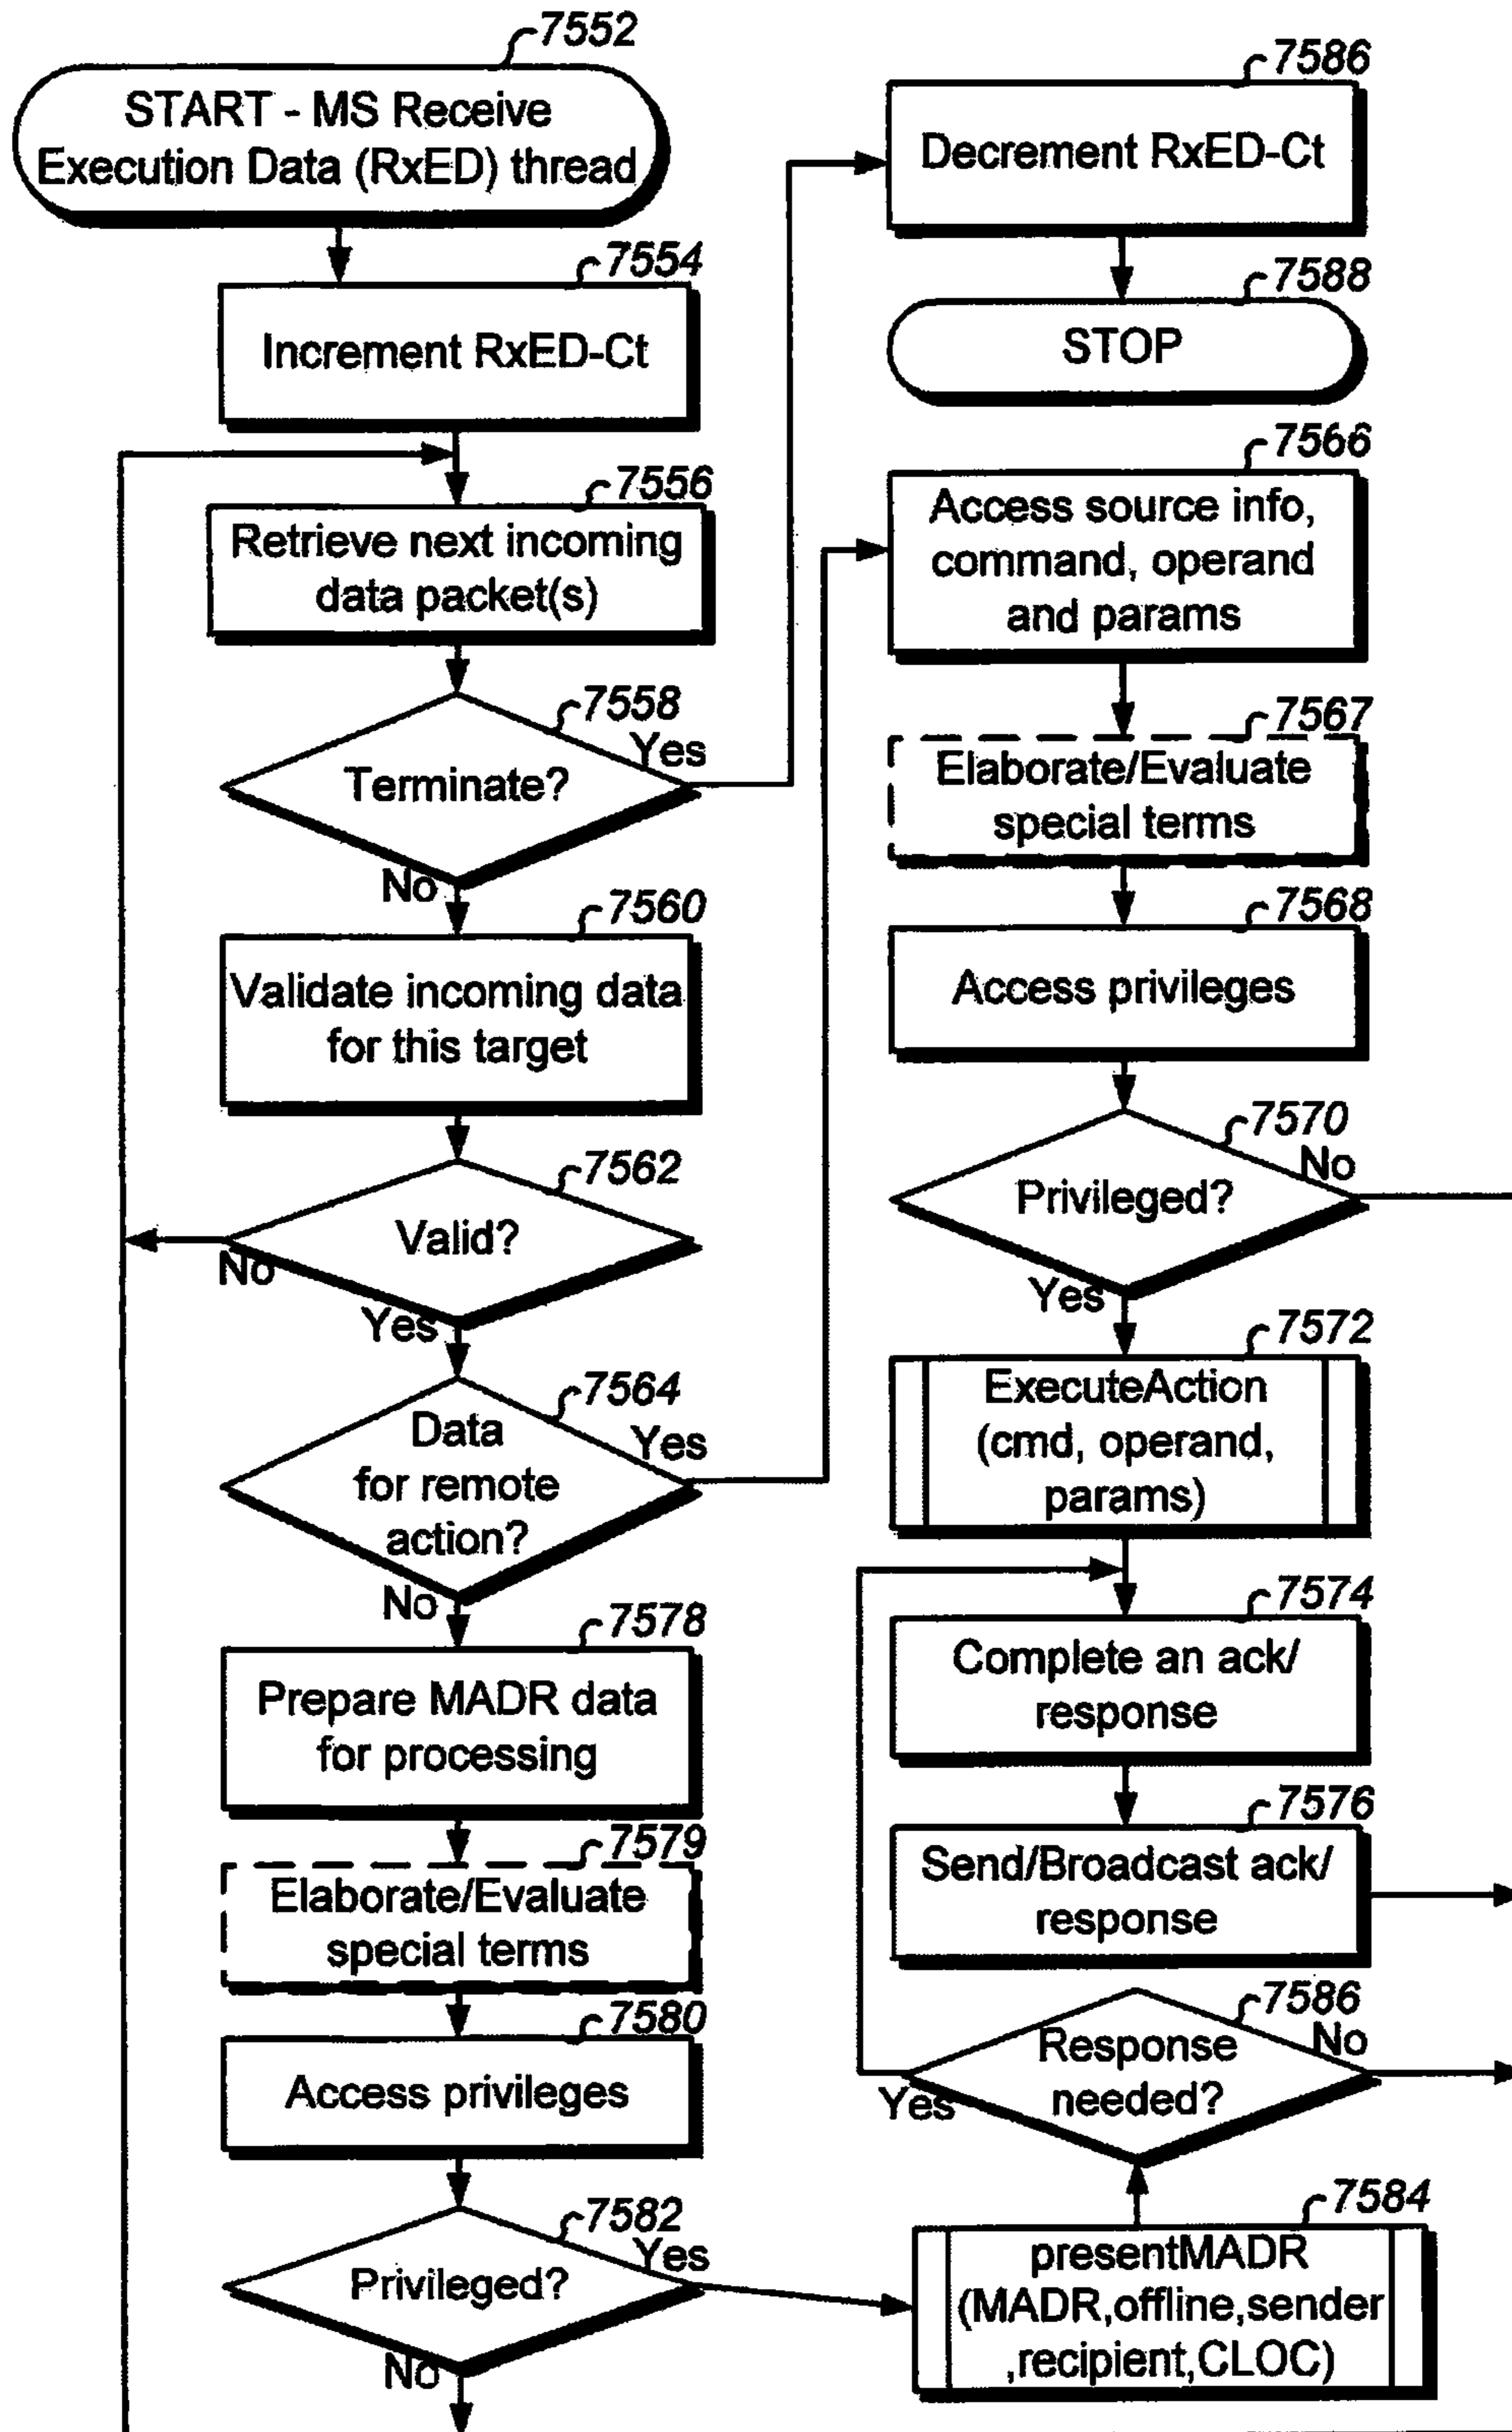 7552
START - MS Receive
Execution Data (RxED) thread
7554
Increment RxED-Ct
7556
Retrieve next incoming
data packet(s)
7558
Yes
Terminate?
No
7560
Validate incoming data
for this target
7562
Valid?
No
Yes
7564
Data
for remote
action?
Yes
No
7578
Prepare MADR data
for processing
7579
Elaborate/Evaluate
special terms
7580
Access privileges
7582
Yes
Privileged?
No
7586
Decrement RxED-Ct
7588
STOP
7566
Access source info,
command, operand
and params
7567
Elaborate/Evaluate
special terms
7568
Access privileges
7570
No
Privileged?
Yes
7572
ExecuteAction
(cmd, operand,
params)
7574
Complete an ack/
response
7576
Send/Broadcast ack/
response
7586
No
Response
needed?
Yes
7584
presentMADR
(MADR,offline,sender
,recipient,CLOC)